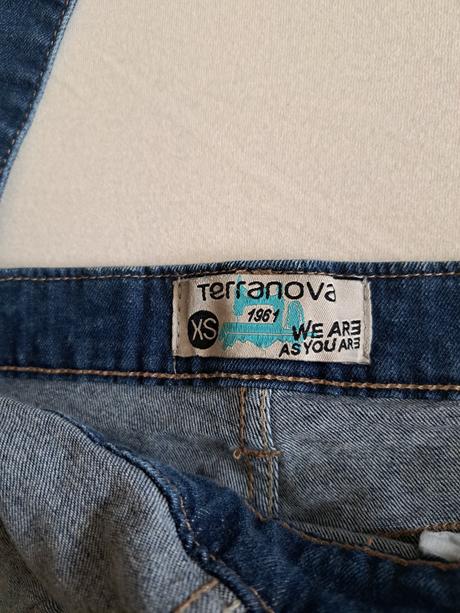 Terranova
1961
XS
WE ARE
AS YOU ARE